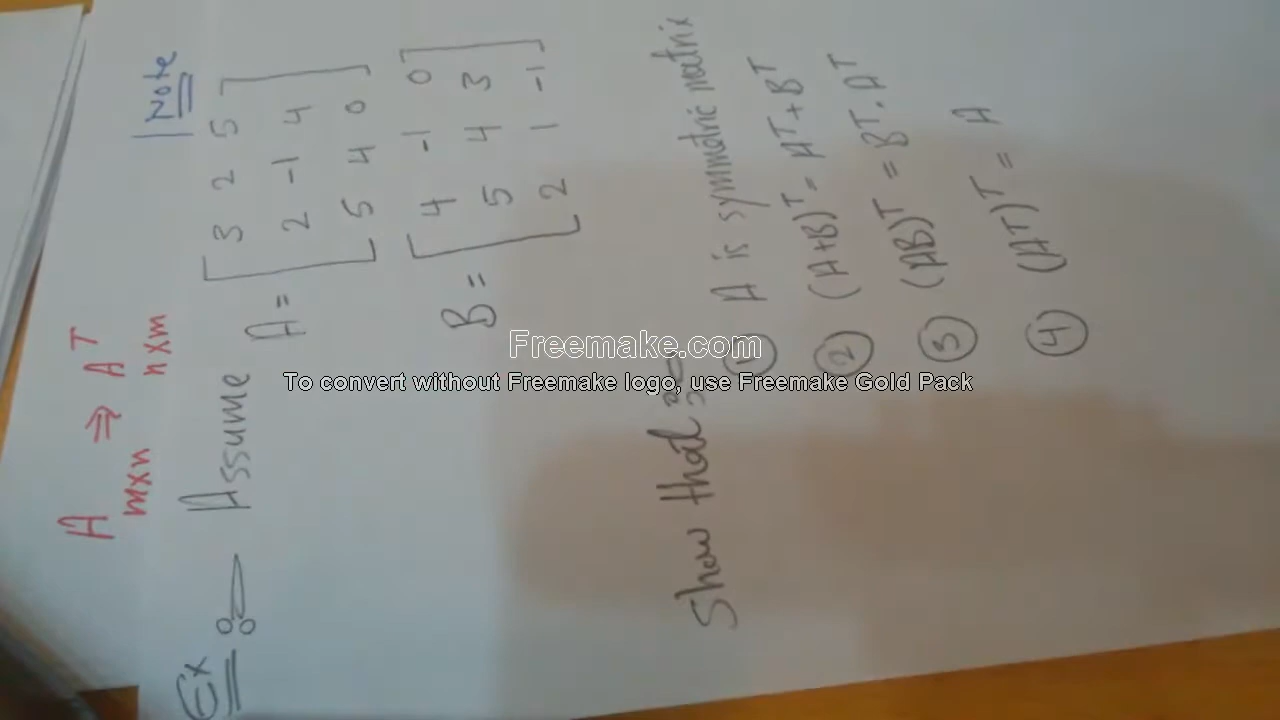 A ⇒ A^T
mxn nxm
Note
Ex Assume
A = [3 2 5
2 -1 4
5 4 0]
B = [4 -1 0
5 4 3
2 1 -1]
Show that
① A is symmetric matrix
② (A+B)^T = A^T + B^T
③ (AB)^T = B^T . A^T
④ (A^T)^T = A
Freemake.com
To convert without Freemake logo, use Freemake Gold Pack